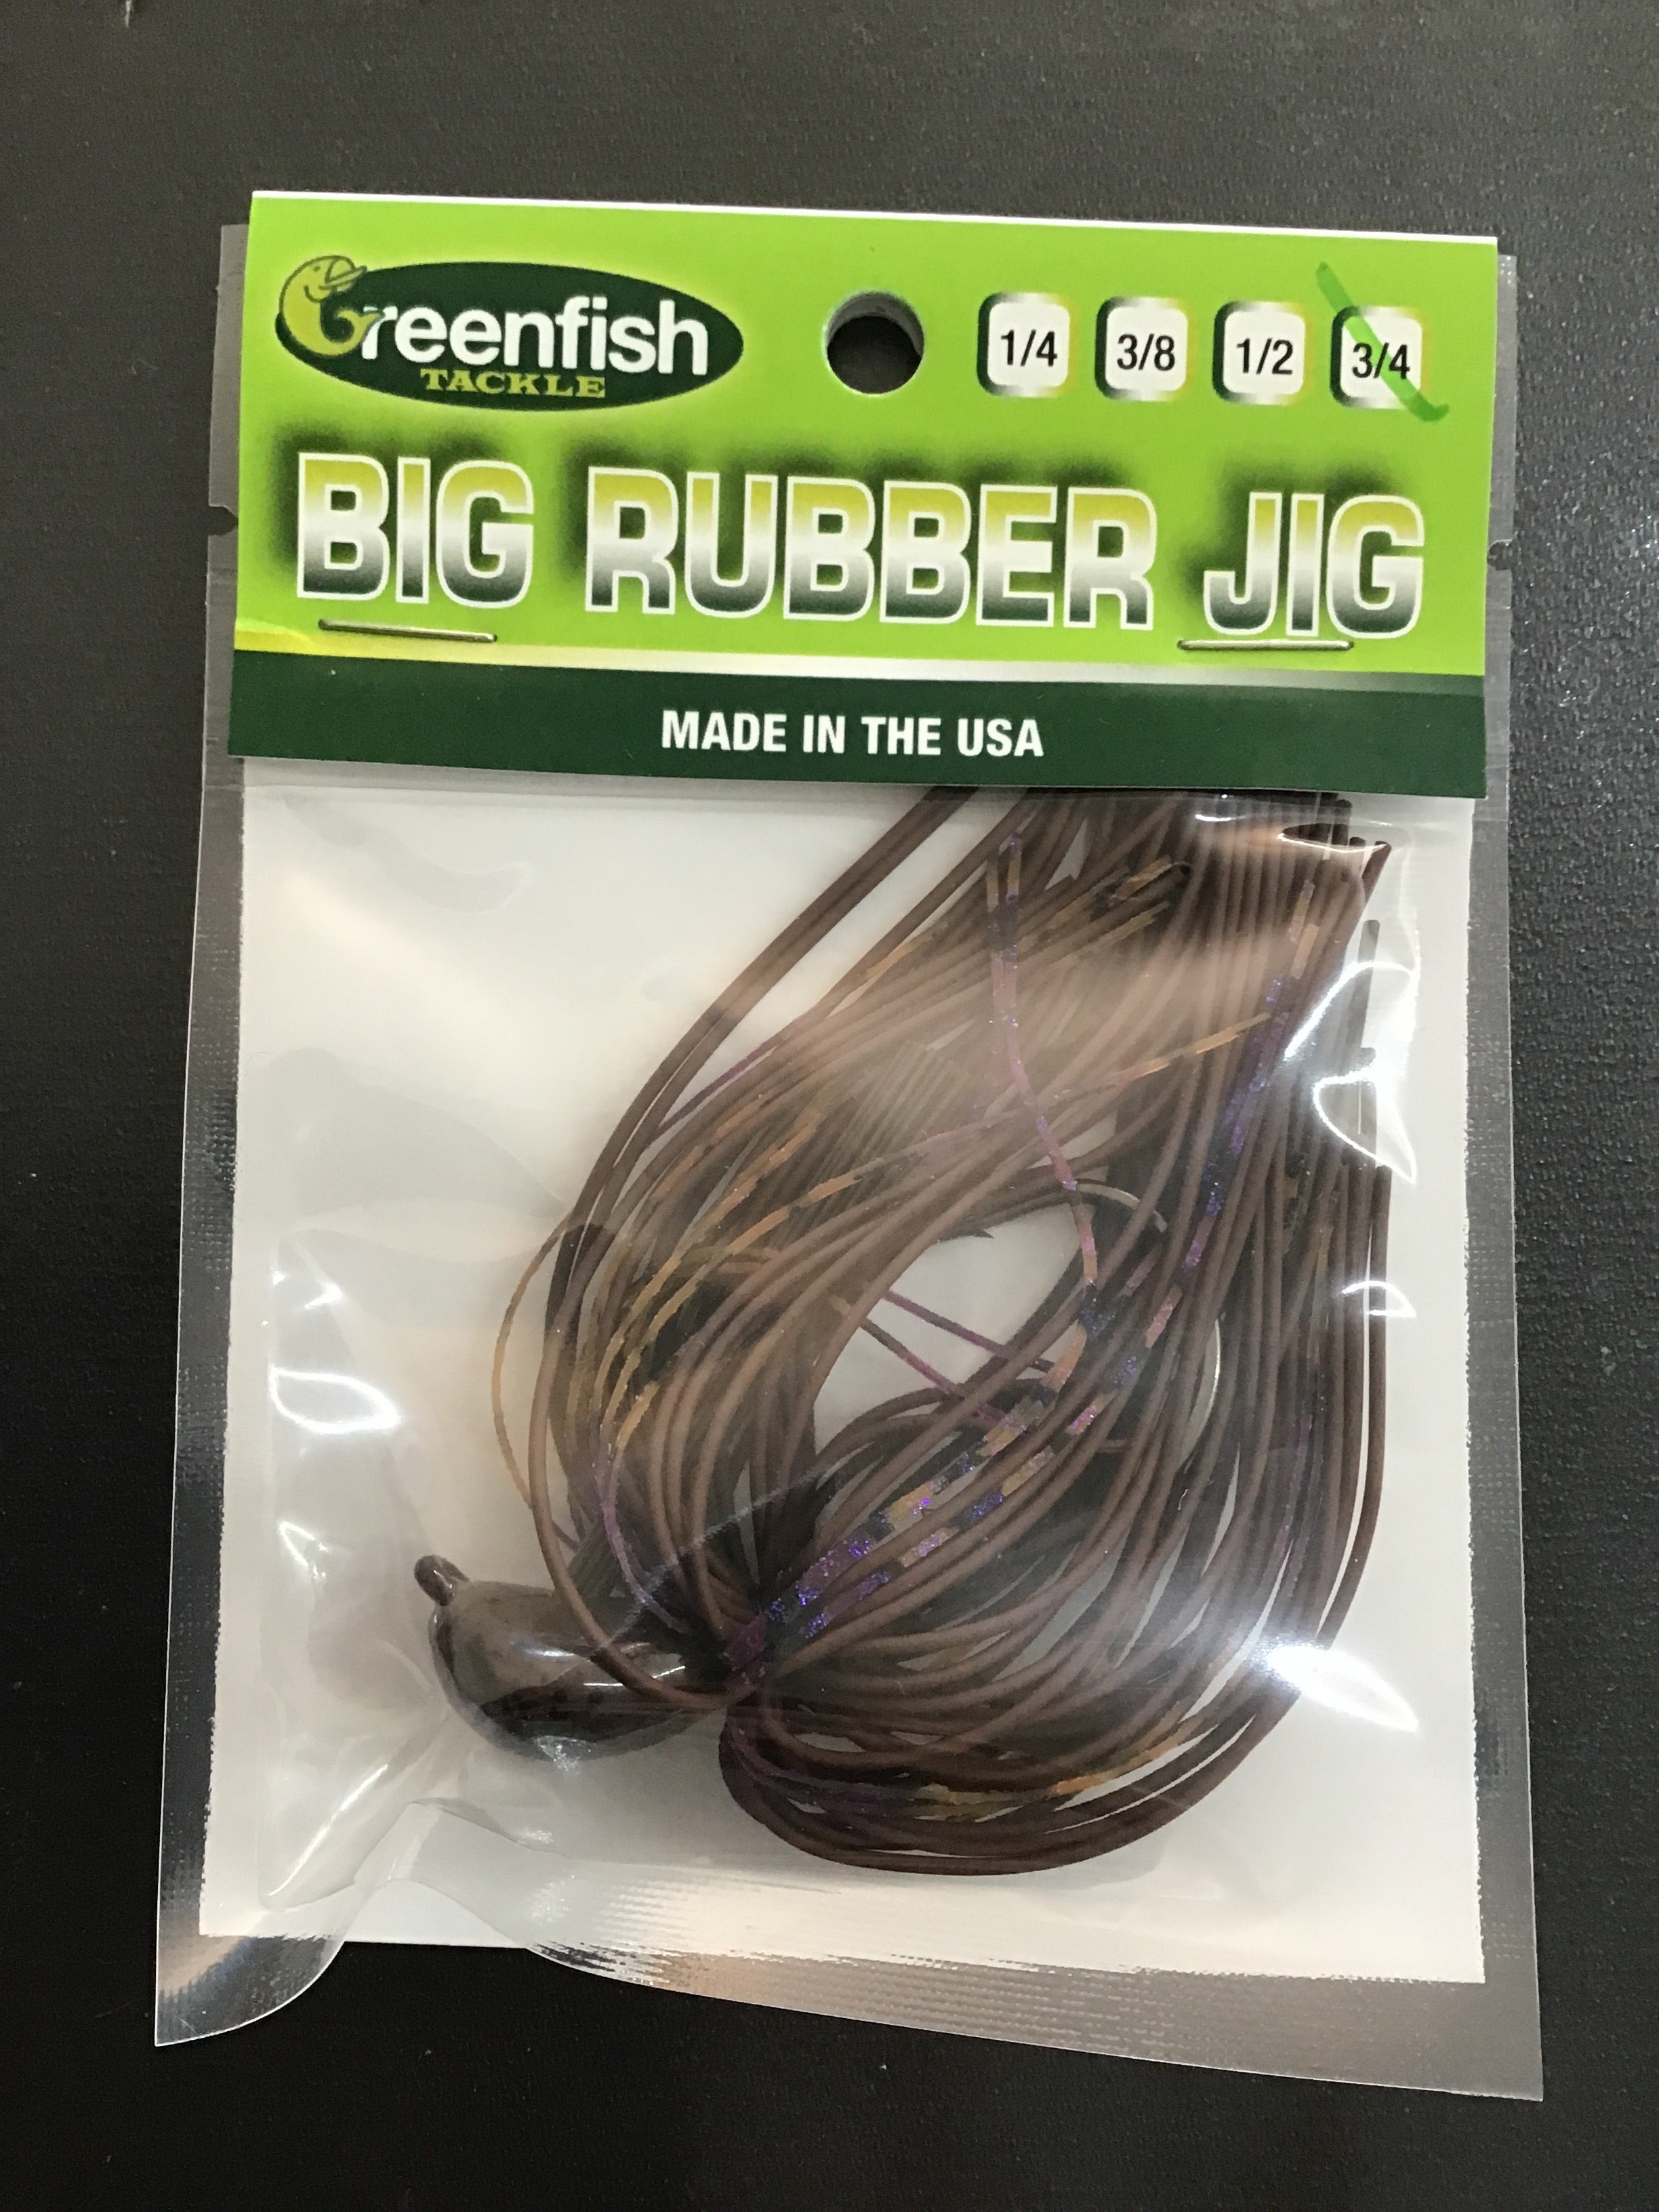 Greenfish
TACKLE
1/4 3/8 1/2 3/4
BIG RUBBER JIG
MADE IN THE USA